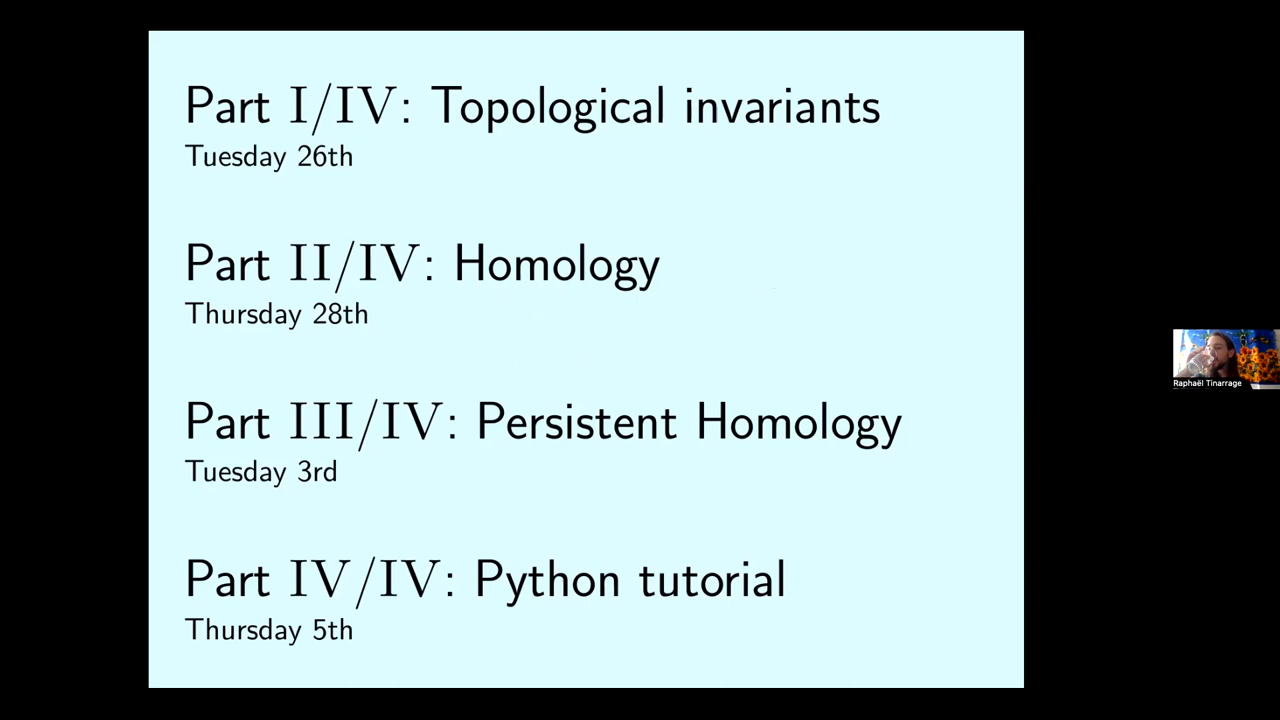 Part I/IV: Topological invariants
Tuesday 26th
Part II/IV: Homology
Thursday 28th
Part III/IV: Persistent Homology
Tuesday 3rd
Part IV/IV: Python tutorial
Thursday 5th
Raphaël Tinarrage